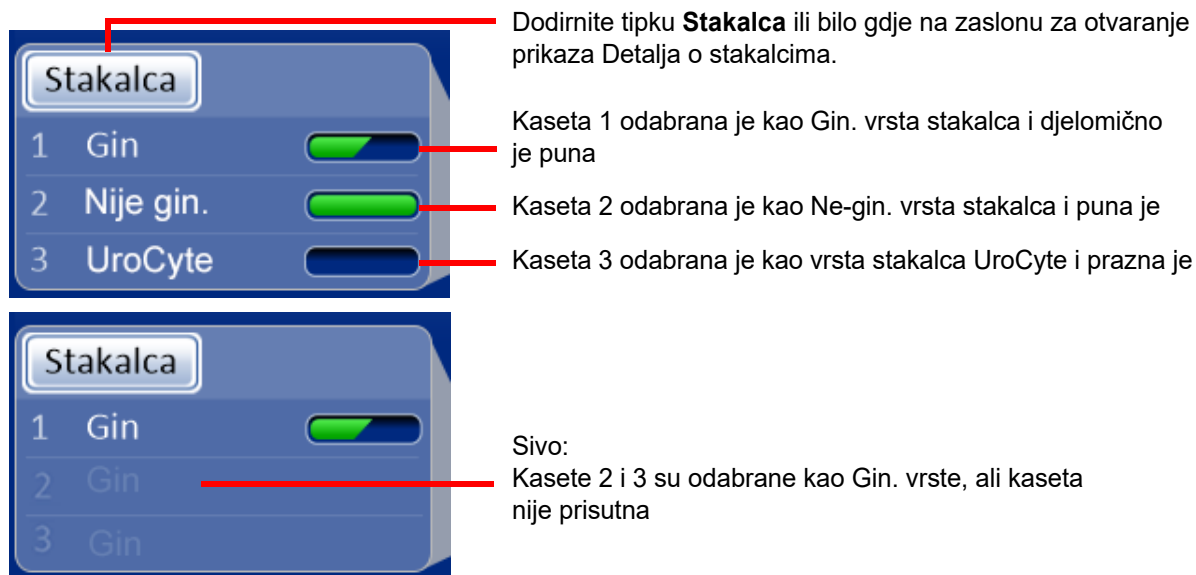 Dodirnite tipku Stakalca ili bilo gdje na zaslonu za otvaranje
prikaza Detalja o stakalcima.
Stakalca
1 Gin
Kaseta 1 odabrana je kao Gin. vrsta stakalca i djelomično
je puna
2 Nije gin.
Kaseta 2 odabrana je kao Ne-gin. vrsta stakalca i puna je
3 UroCyte
Kaseta 3 odabrana je kao vrsta stakalca UroCyte i prazna je
Stakalca
1 Gin
2 Gin
3 Gin
Sivo:
Kasete 2 i 3 su odabrane kao Gin. vrste, ali kaseta
nije prisutna